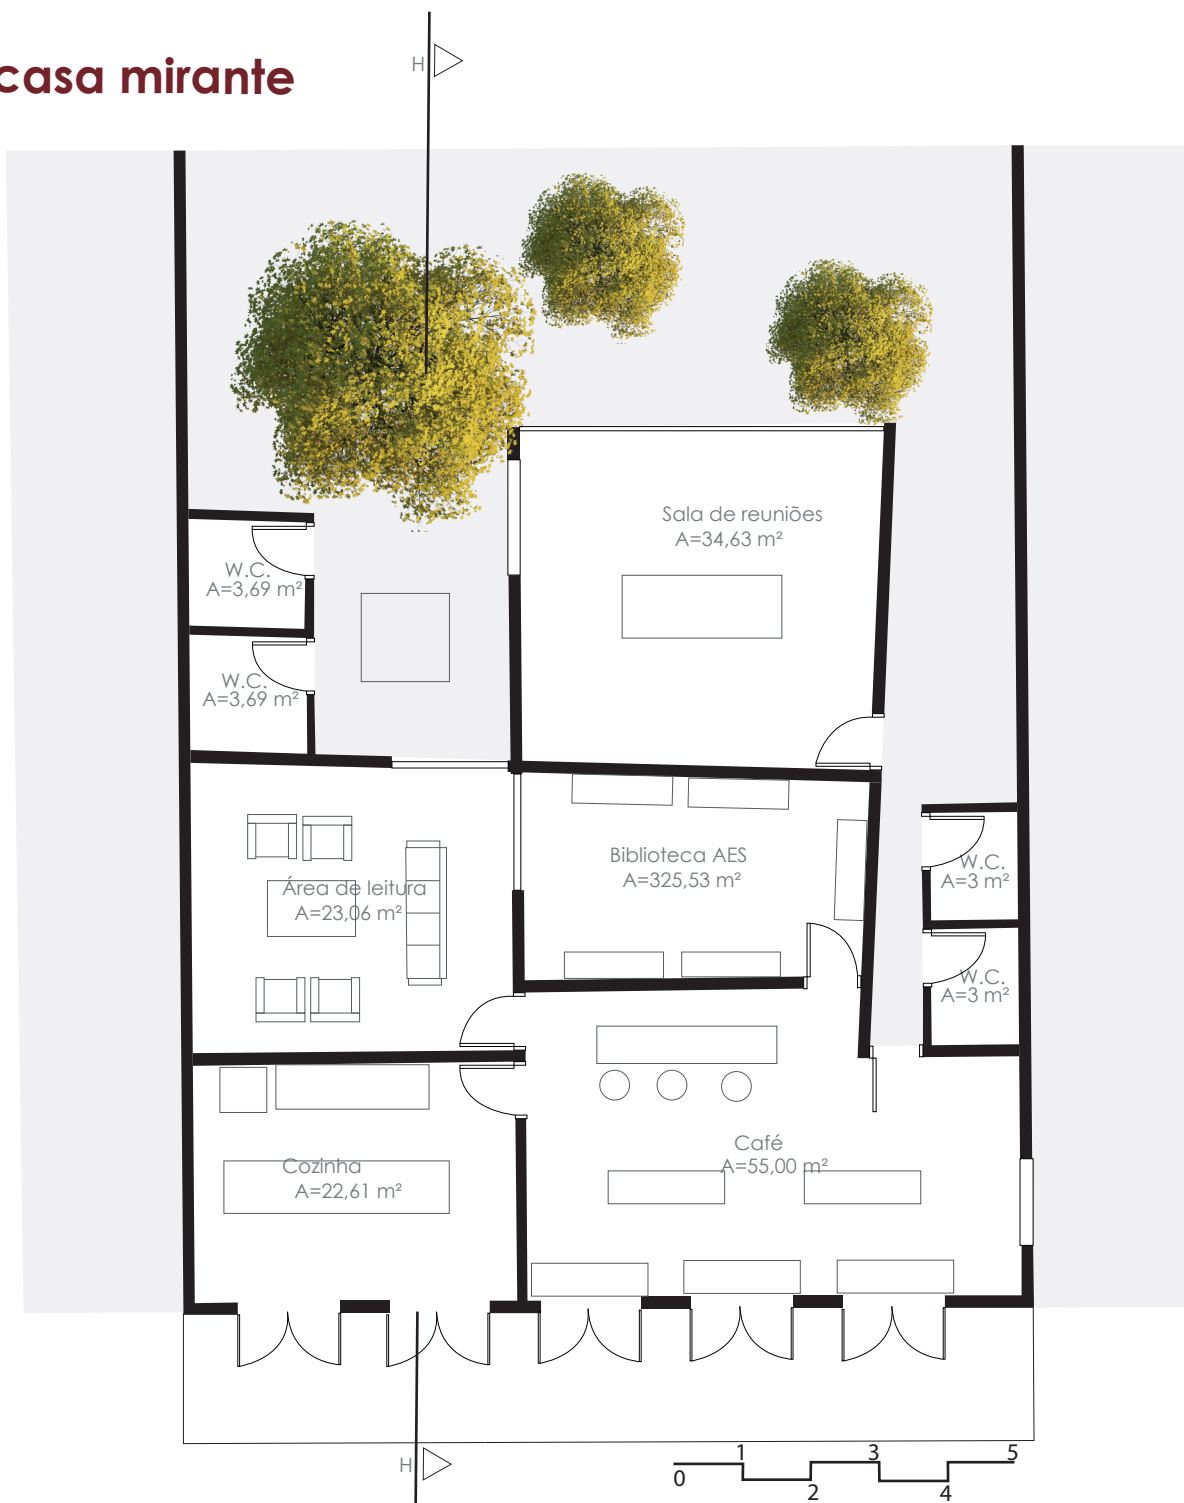 H
casa mirante
Sala de reuniões
A=34,63 m²
W.C.
A=3,69 m²
W.C.
A=3,69 m²
Biblioteca AES
A=325,53 m²
W.C.
A=3 m²
Área de leitura
A=23,06 m²
W.C.
A=3 m²
Café
A=55,00 m²
Cozinha
A=22,61 m²
H
0 1 2 3 4 5